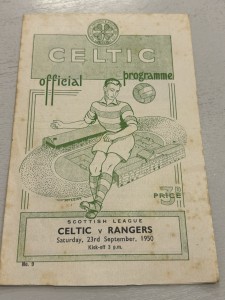 CELTIC
official programme
3D
PRICE
SCOTTISH LEAGUE
CELTIC v RANGERS
Saturday, 23rd September, 1950
Kick-off 3 p.m.